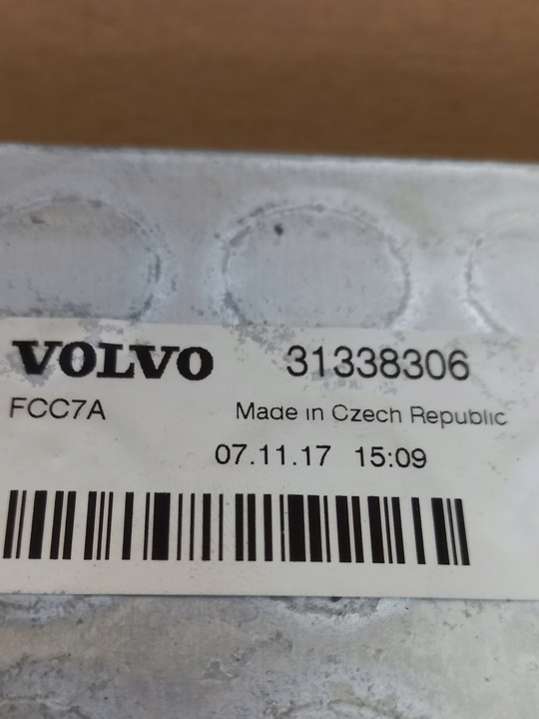 VOLVO 31338306
FCC7A Made in Czech Republic
07.11.17 15:09